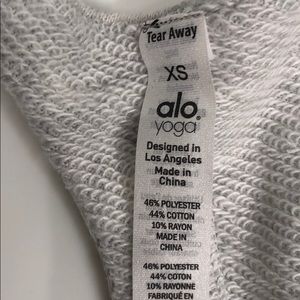 Tear Away
XS
alo®
yoga
Designed in
Los Angeles
Made in
China
46% POLYESTER
44% COTTON
10% RAYON
MADE IN
CHINA
46% POLYESTER
44% COTON
10% RAYONNE
FABRIQUÉ EN